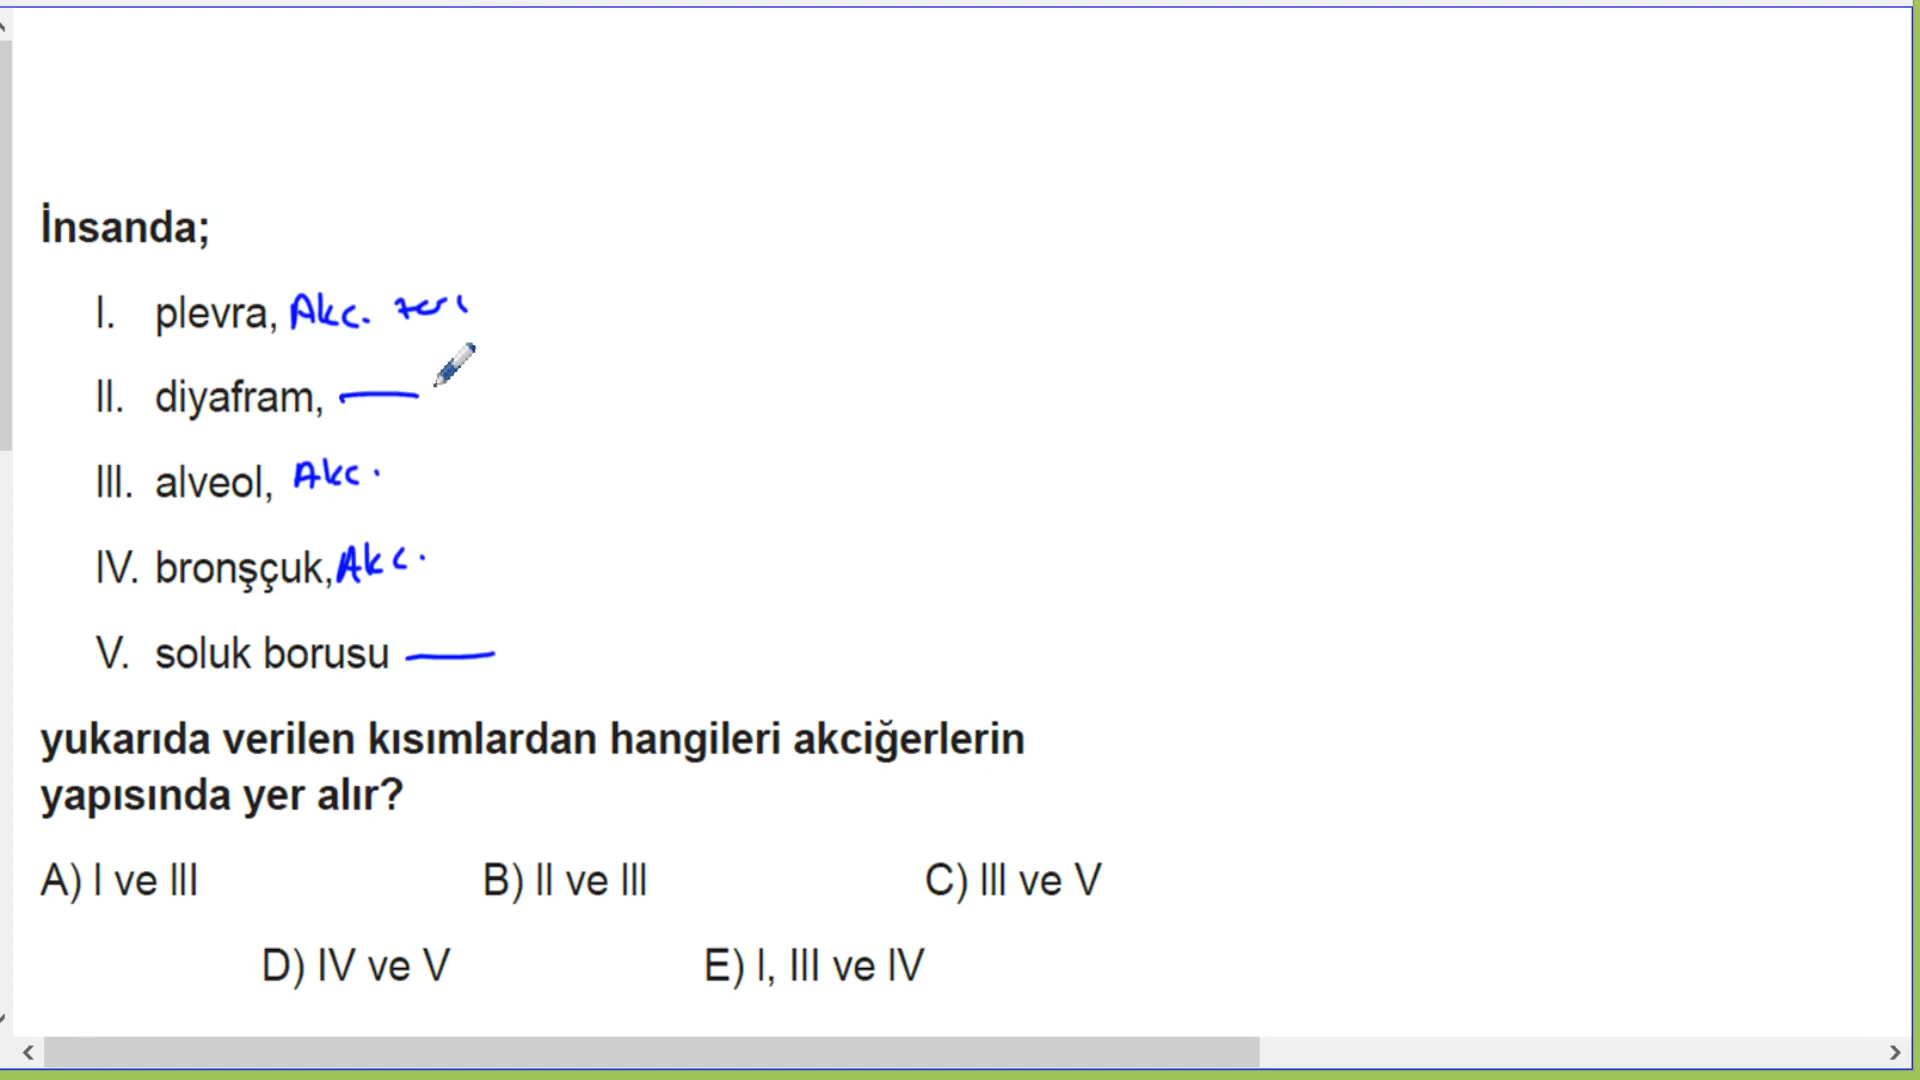 İnsanda;
I. plevra, Akc. zarı
II. diyafram,
III. alveol, Akc.
IV. bronşçuk, Akc.
V. soluk borusu
yukarıda verilen kısımlardan hangileri akciğerlerin
yapısında yer alır?
A) I ve III B) II ve III C) III ve V
D) IV ve V E) I, III ve IV